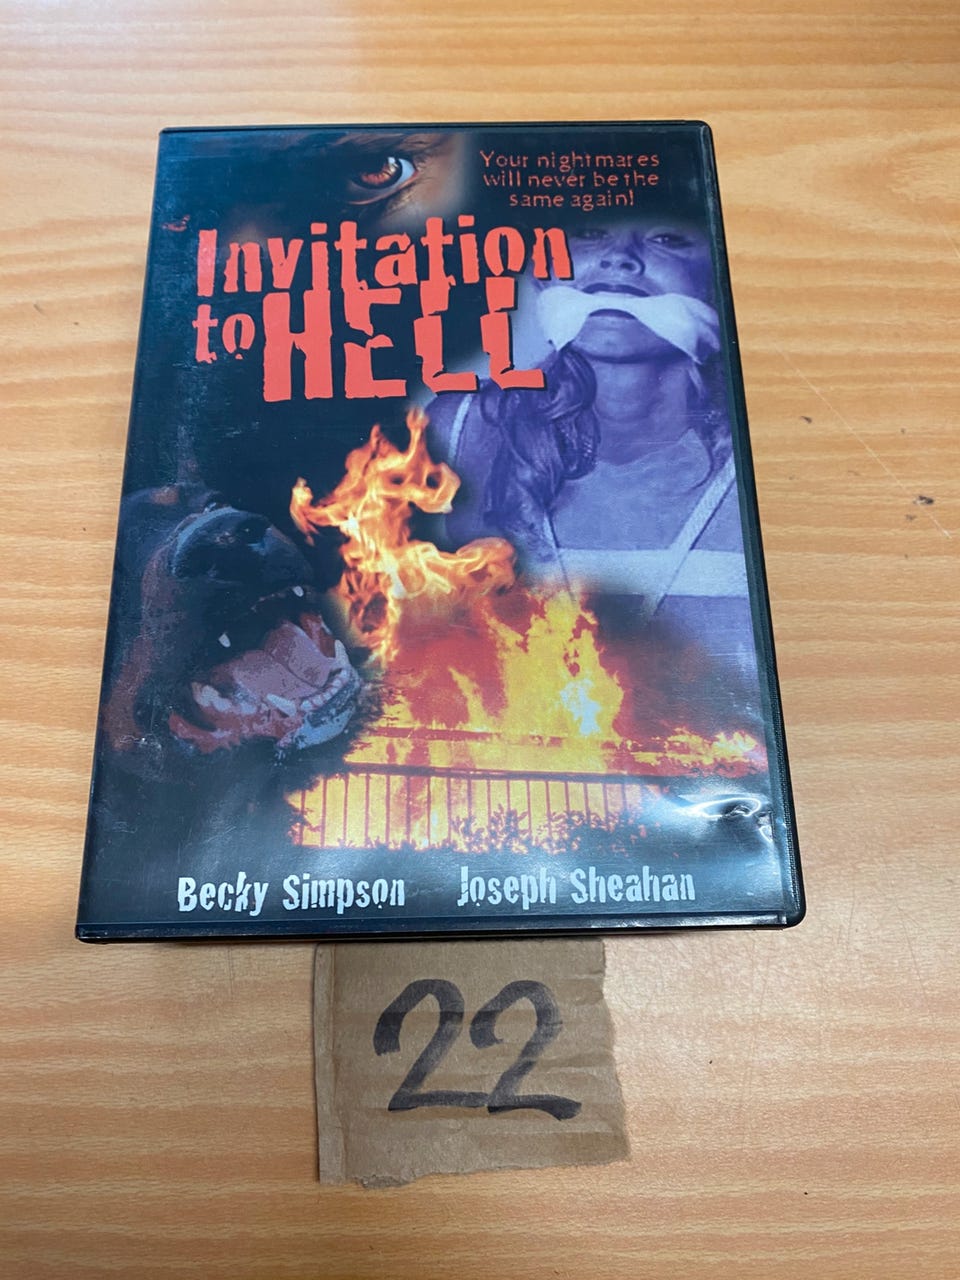 Your nightmares
will never be the
same again!
Invitation
to HELL
Becky Simpson Joseph Sheahan
22